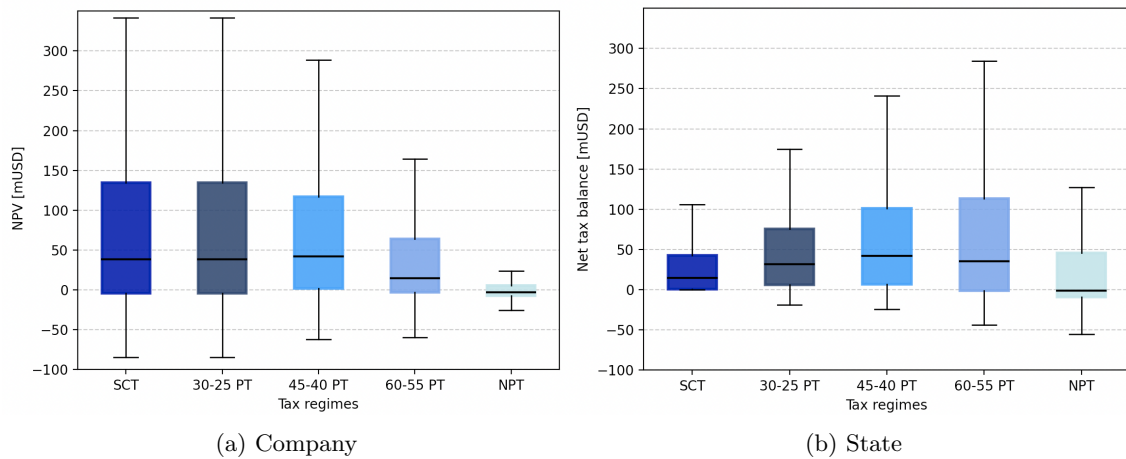 300
250
200
150
100
50
0
−50
−100
NPV [mUSD]
SCT
30-25 PT
45-40 PT
60-55 PT
NPT
Tax regimes
(a) Company
300
250
200
150
100
50
0
−50
−100
Net tax balance [mUSD]
SCT
30-25 PT
45-40 PT
60-55 PT
NPT
Tax regimes
(b) State